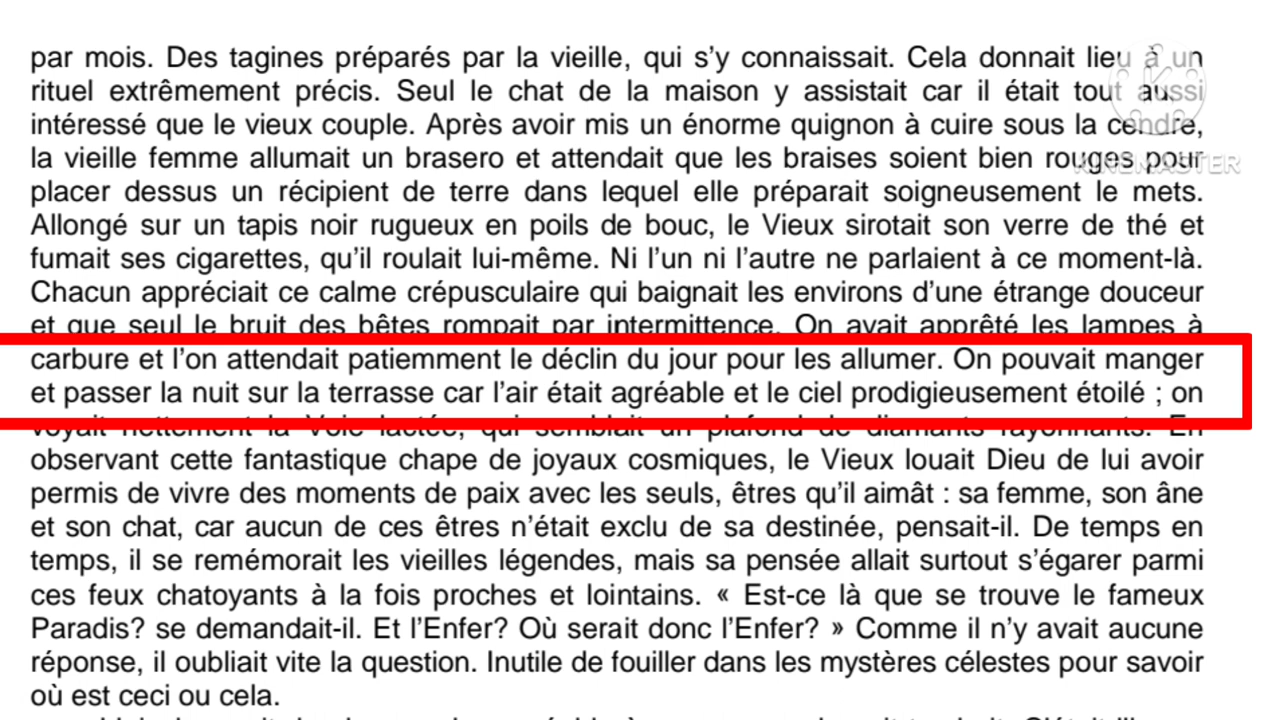 par mois. Des tagines préparés par la vieille, qui s’y connaissait. Cela donnait lieu à un
rituel extrêmement précis. Seul le chat de la maison y assistait car il était tout aussi
intéressé que le vieux couple. Après avoir mis un énorme quignon à cuire sous la cendre,
la vieille femme allumait un brasero et attendait que les braises soient bien rouges pour
KINEMASTER
placer dessus un récipient de terre dans lequel elle préparait soigneusement le mets.
Allongé sur un tapis noir rugueux en poils de bouc, le Vieux sirotait son verre de thé et
fumait ses cigarettes, qu’il roulait lui-même. Ni l’un ni l’autre ne parlaient à ce moment-là.
Chacun appréciait ce calme crépusculaire qui baignait les environs d’une étrange douceur
et que seul le bruit des bêtes rompait par intermittence. On avait apprêté les lampes à
carbure et l’on attendait patiemment le déclin du jour pour les allumer. On pouvait manger
et passer la nuit sur la terrasse car l’air était agréable et le ciel prodigieusement étoilé ; on
voyait nettement la Voie lactée, qui semblait un plafond de diamants rayonnants. En
observant cette fantastique chape de joyaux cosmiques, le Vieux louait Dieu de lui avoir
permis de vivre des moments de paix avec les seuls, êtres qu’il aimât : sa femme, son âne
et son chat, car aucun de ces êtres n’était exclu de sa destinée, pensait-il. De temps en
temps, il se remémorait les vieilles légendes, mais sa pensée allait surtout s’égarer parmi
ces feux chatoyants à la fois proches et lointains. « Est-ce là que se trouve le fameux
Paradis? se demandait-il. Et l’Enfer? Où serait donc l’Enfer? » Comme il n’y avait aucune
réponse, il oubliait vite la question. Inutile de fouiller dans les mystères célestes pour savoir
où est ceci ou cela.